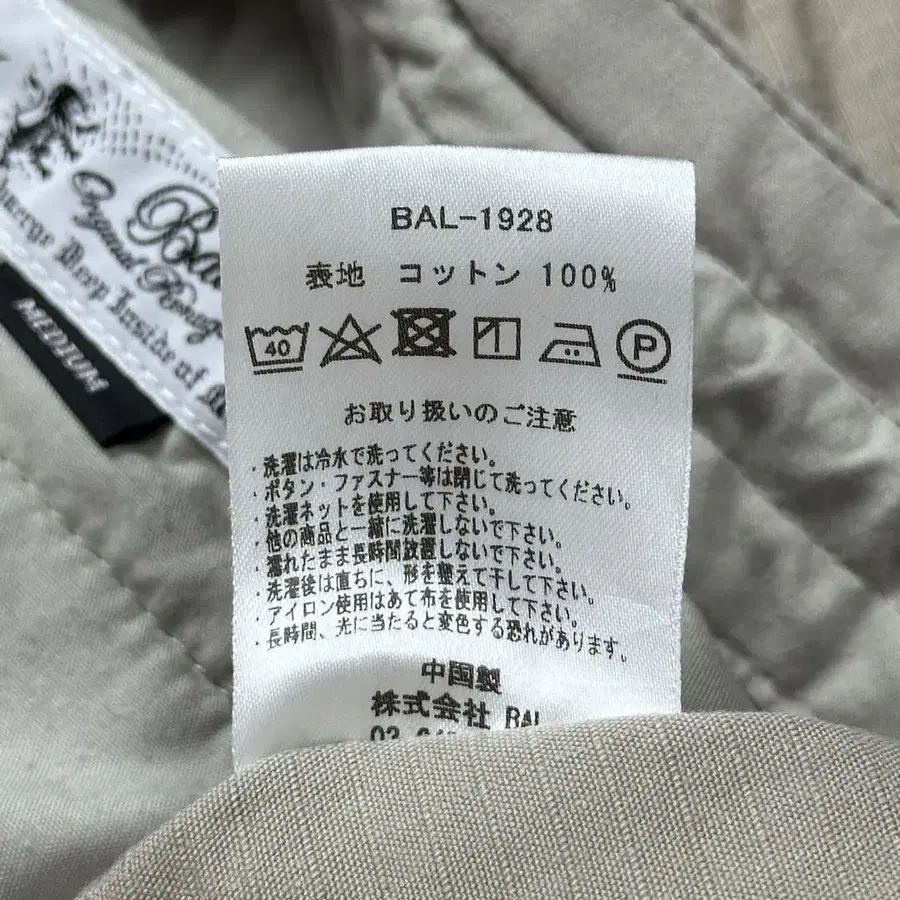 BAL-1928
表地 コットン 100%
40
P
お取り扱いのご注意
・洗濯は冷水で洗ってください。
・ボタン・ファスナー等は閉じて洗ってください。
・洗濯ネットを使用して下さい。
・他の商品と一緒に洗濯しないで下さい。
・濡れたまま長時間放置しないで下さい。
・洗濯後は直ちに、形を整えて干して下さい。
・アイロン使用はあて布を使用して下さい。
・長時間、光に当たると変色する恐れがあります。
中国製
株式会社 BAL
03
Keep Inside of
MEDIUM